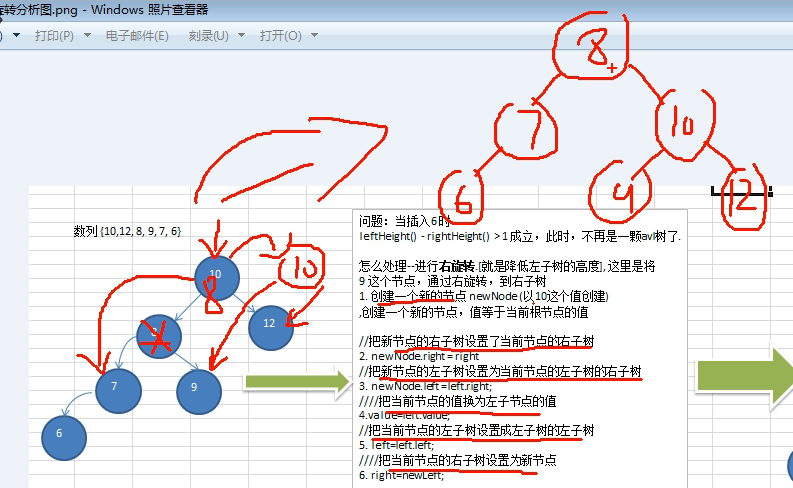 旋转分析图.png - Windows 照片查看器
打印(P) 电子邮件(E) 刻录(U) 打开(O)
8
7 10
6 4 12
数列 {10,12, 8, 9, 7, 6}
10
8
10
12
7
9
6
问题：当插入6时
leftHeight() - rightHeight() >1 成立，此时，不再是一颗avl树了.
怎么处理--进行右旋转.[就是降低左子树的高度], 这里是将
9 这个节点，通过右旋转，到右子树
1. 创建一个新的节点 newNode (以10这个值创建)
,创建一个新的节点，值等于当前根节点的值
//把新节点的右子树设置了当前节点的右子树
2. newNode.right = right
//把新节点的左子树设置为当前节点的左子树的右子树
3. newNode.left =left.right;
////把当前节点的值换为左子节点的值
4.value=left.value;
//把当前节点的左子树设置成左子树的左子树
5. left=left.left;
////把当前节点的右子树设置为新节点
6. right=newLeft;